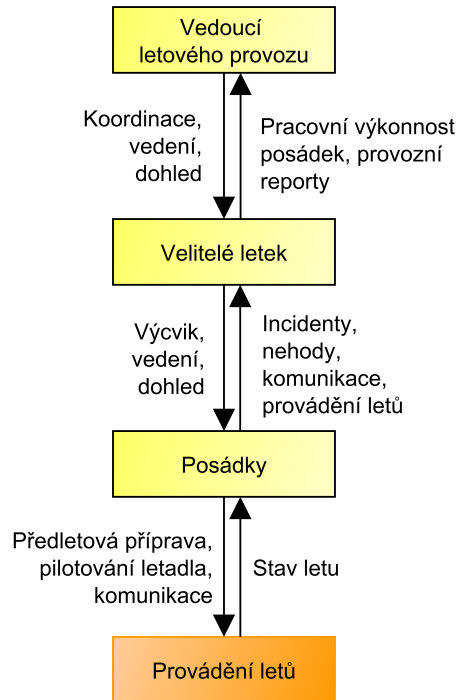 Vedoucí
letového provozu
Koordinace,
vedení,
dohled
Pracovní výkonnost
posádek, provozní
reporty
Velitelé letek
Výcvik,
vedení,
dohled
Incidenty,
nehody,
komunikace,
provádění letů
Posádky
Předletová příprava,
pilotování letadla,
komunikace
Stav letu
Provádění letů